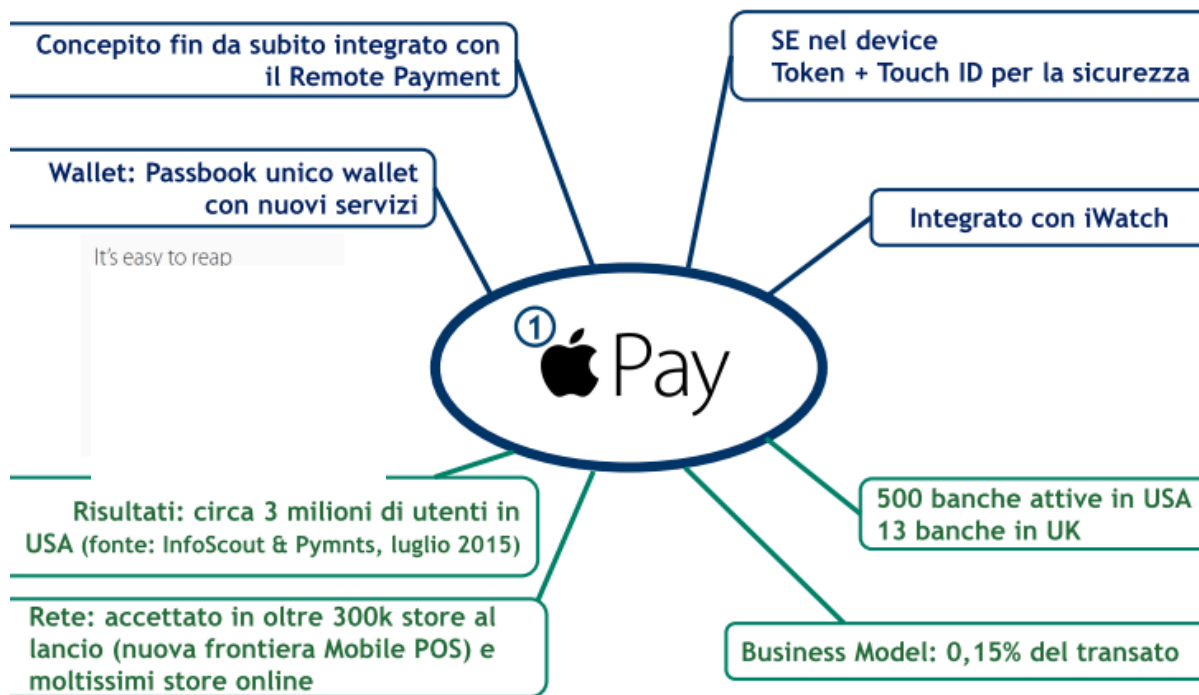 Concepito fin da subito integrato con
il Remote Payment
SE nel device
Token + Touch ID per la sicurezza
Wallet: Passbook unico wallet
con nuovi servizi
Integrato con iWatch
It's easy to reap
1
Pay
Risultati: circa 3 milioni di utenti in
USA (fonte: InfoScout & Pymnts, luglio 2015)
500 banche attive in USA
13 banche in UK
Rete: accettato in oltre 300k store al
lancio (nuova frontiera Mobile POS) e
moltissimi store online
Business Model: 0,15% del transato